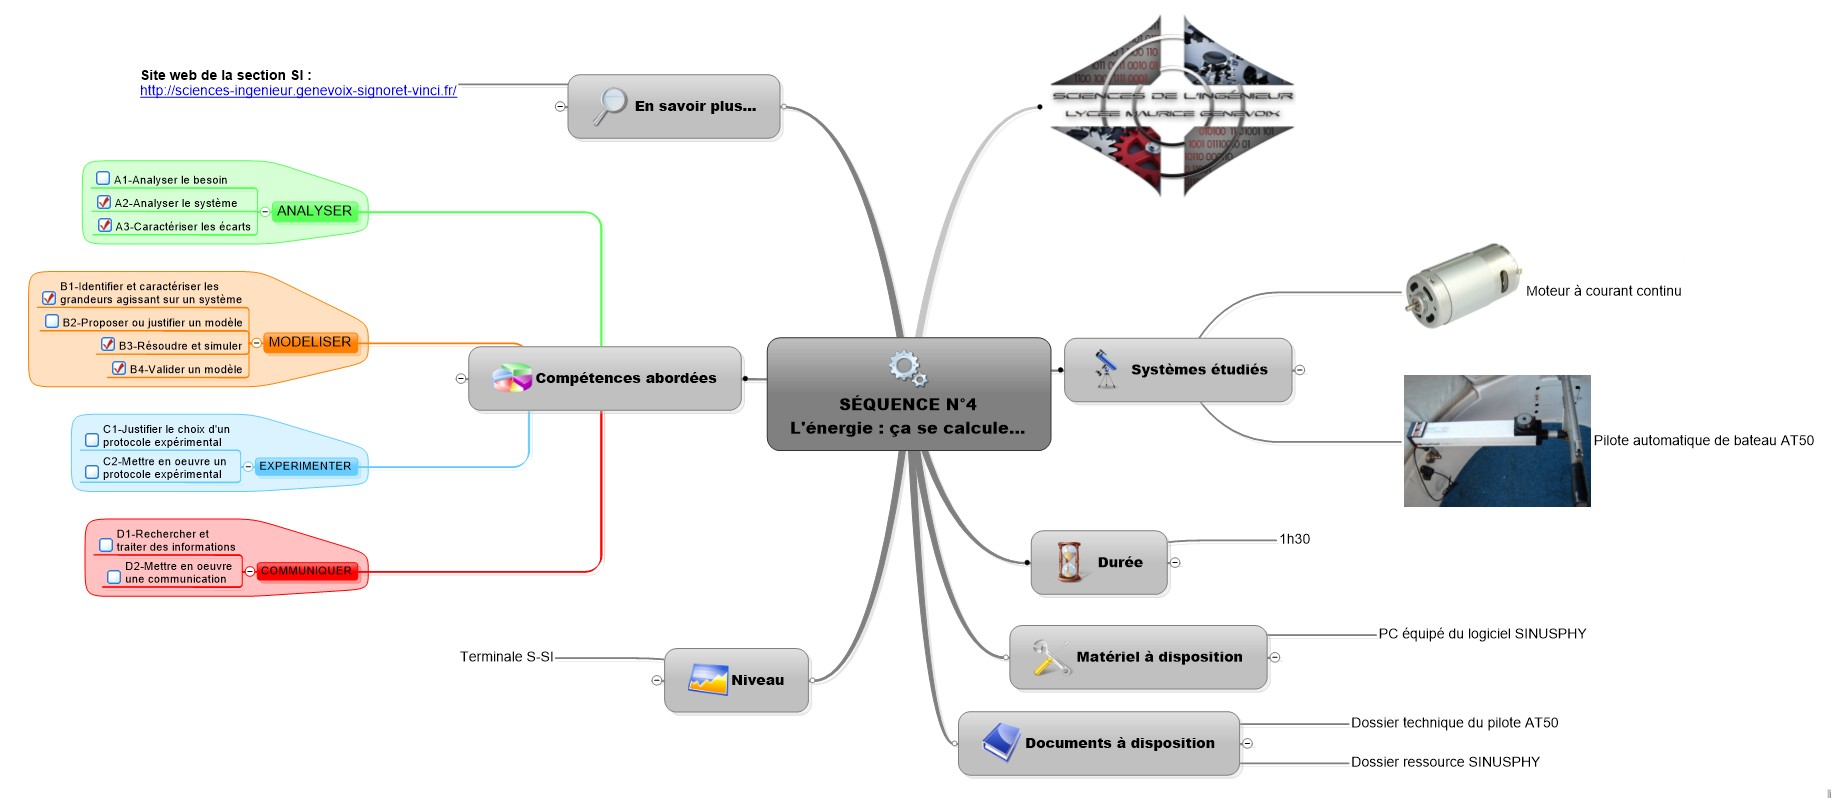 Site web de la section SI :
http://sciences-ingenieur.genevoix-signoret-vinci.fr/
En savoir plus...
SCIENCES DE L'INGÉNIEUR
LYCÉE MAURICE GENEVOIX
A1-Analyser le besoin
A2-Analyser le système
A3-Caractériser les écarts
ANALYSER
B1-Identifier et caractériser les
grandeurs agissant sur un système
B2-Proposer ou justifier un modèle
B3-Résoudre et simuler
B4-Valider un modèle
MODELISER
C1-Justifier le choix d'un
protocole expérimental
C2-Mettre en oeuvre un
protocole expérimental
EXPERIMENTER
D1-Rechercher et
traiter des informations
D2-Mettre en oeuvre
une communication
COMMUNIQUER
Compétences abordées
SÉQUENCE N°4
L'énergie : ça se calcule...
Systèmes étudiés
Moteur à courant continu
Pilote automatique de bateau AT50
Durée
1h30
Matériel à disposition
PC équipé du logiciel SINUSPHY
Terminale S-SI
Niveau
Documents à disposition
Dossier technique du pilote AT50
Dossier ressource SINUSPHY